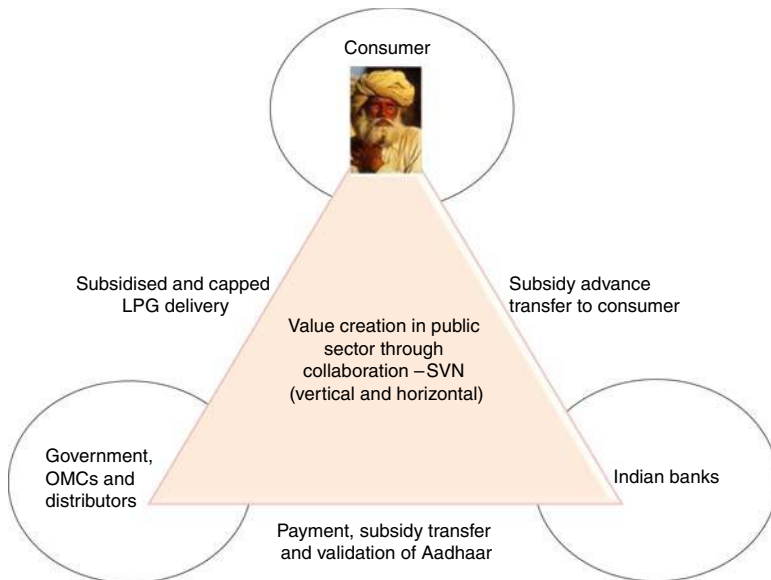 Consumer
Subsidised and capped
LPG delivery
Subsidy advance
transfer to consumer
Value creation in public
sector through
collaboration –SVN
(vertical and horizontal)
Government,
OMCs and
distributors
Indian banks
Payment, subsidy transfer
and validation of Aadhaar